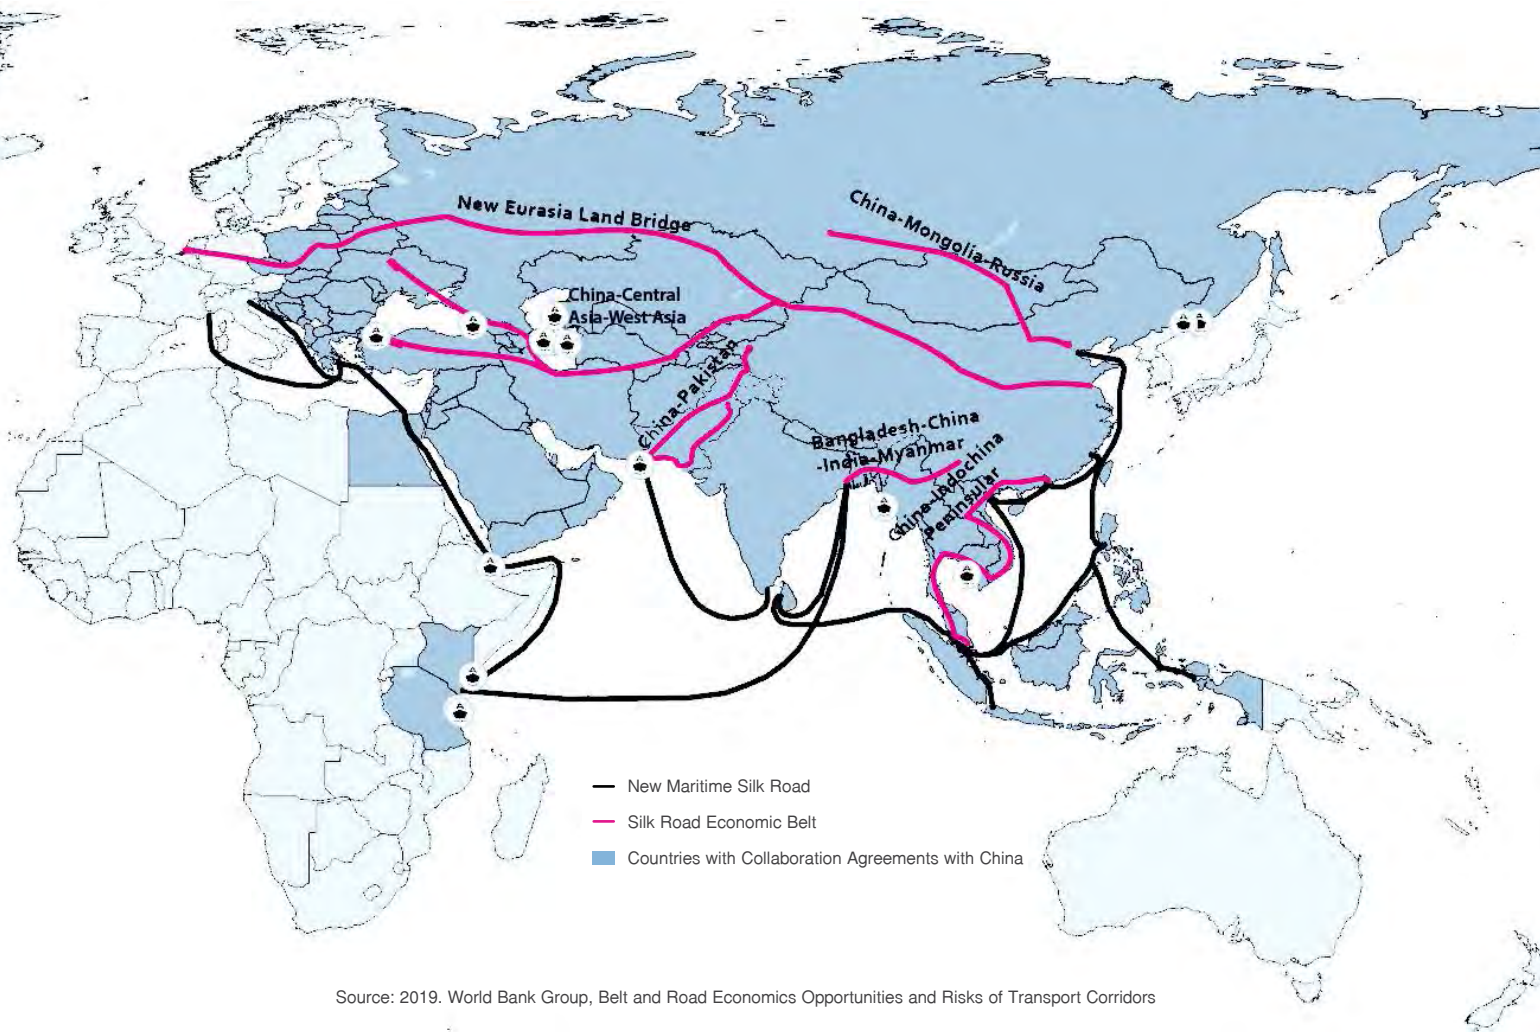 New Eurasia Land Bridge
China-Mongolia-Russia
China-Central
Asia-West Asia
China-Pakistan
Bangladesh-China
-India-Myanmar
China-Indochina
Peninsular
New Maritime Silk Road
Silk Road Economic Belt
Countries with Collaboration Agreements with China
Source: 2019. World Bank Group, Belt and Road Economics Opportunities and Risks of Transport Corridors